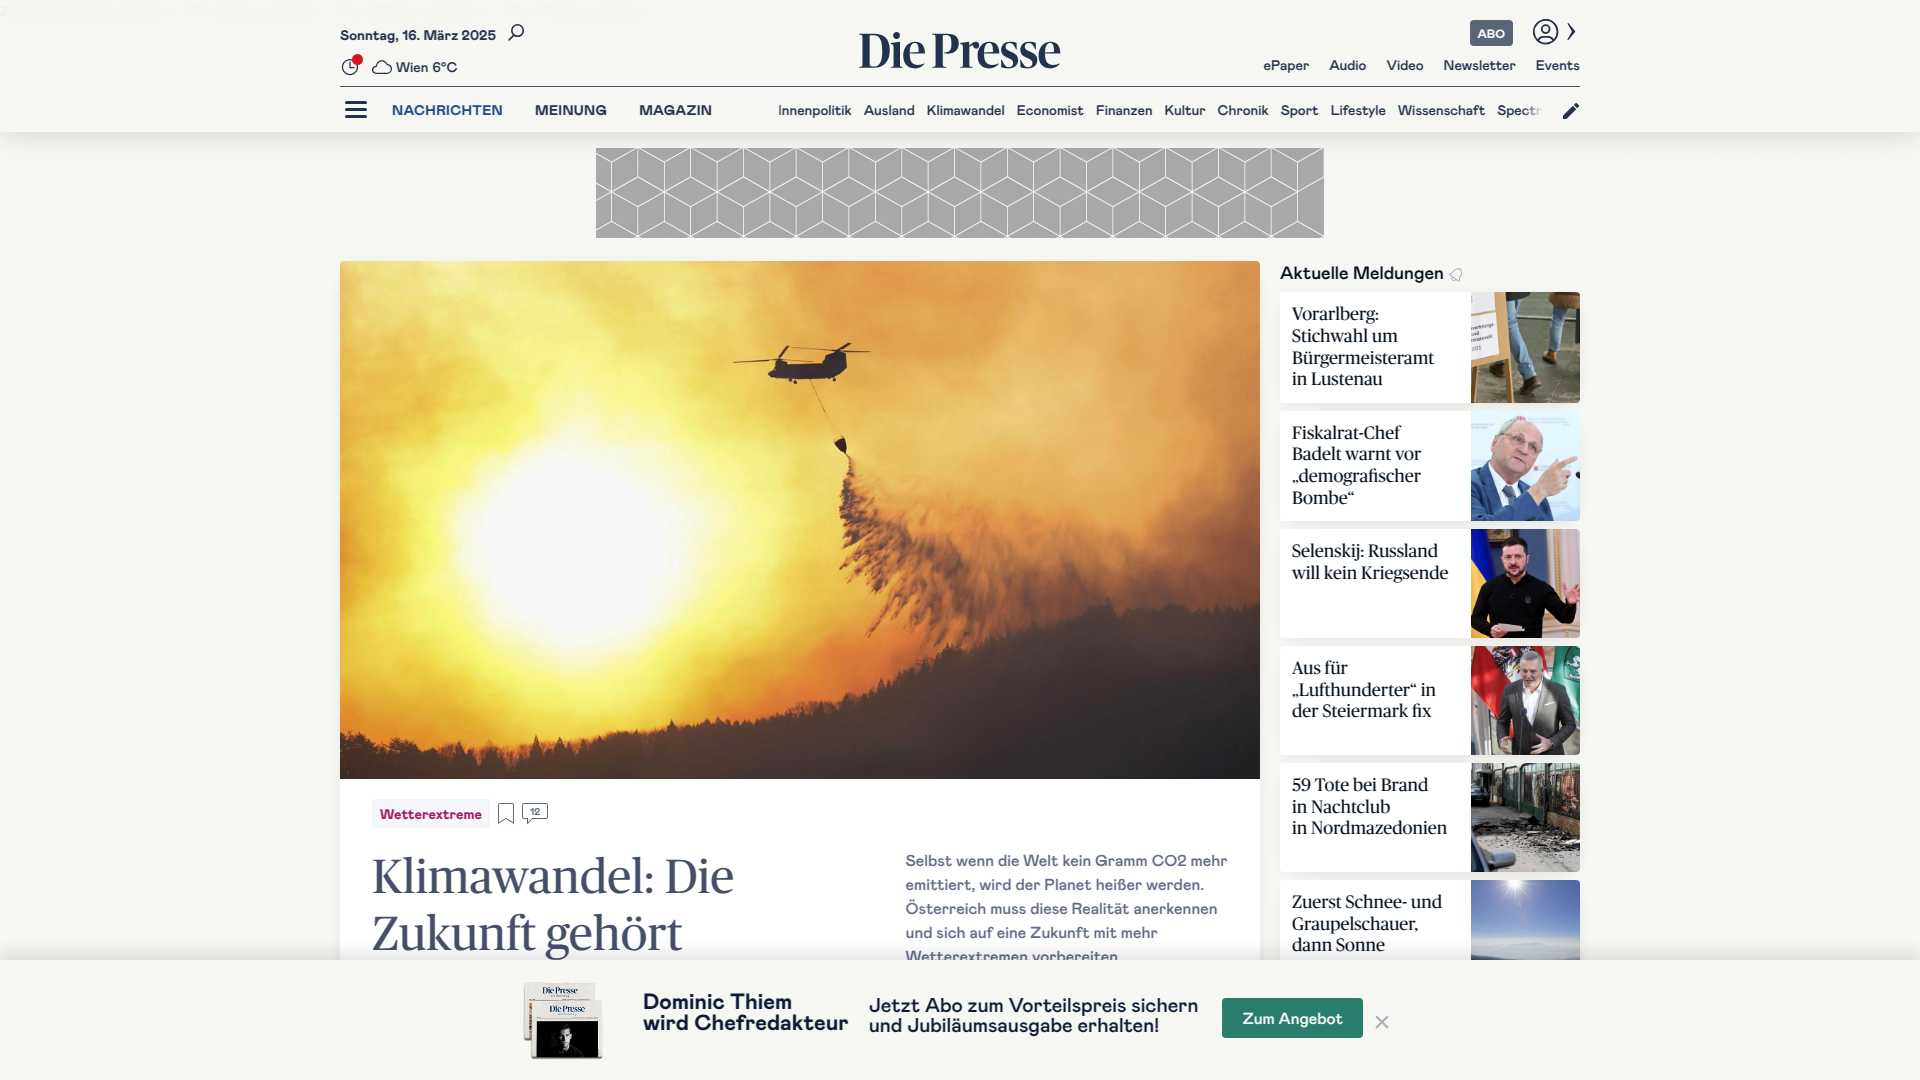 Sonntag, 16. März 2025
Wien 6°C
Die Presse
ABO
ePaper Audio Video Newsletter Events
NACHRICHTEN MEINUNG MAGAZIN
Innenpolitik Ausland Klimawandel Economist Finanzen Kultur Chronik Sport Lifestyle Wissenschaft
Wetterextreme
12
Klimawandel: Die
Zukunft gehört
Selbst wenn die Welt kein Gramm CO2 mehr
emittiert, wird der Planet heißer werden.
Österreich muss diese Realität anerkennen
und sich auf eine Zukunft mit mehr
Wetterextremen vorbereiten.
Aktuelle Meldungen
Vorarlberg:
Stichwahl um
Bürgermeisteramt
in Lustenau
Fiskalrat-Chef
Badelt warnt vor
„demografischer
Bombe“
Selenskij: Russland
will kein Kriegsende
Aus für
„Lufthunderter“ in
der Steiermark fix
59 Tote bei Brand
in Nachtclub
in Nordmazedonien
Zuerst Schnee- und
Graupelschauer,
dann Sonne
Die Presse
Die Presse
Dominic Thiem
wird Chefredakteur
Jetzt Abo zum Vorteilspreis sichern
und Jubiläumsausgabe erhalten!
Zum Angebot